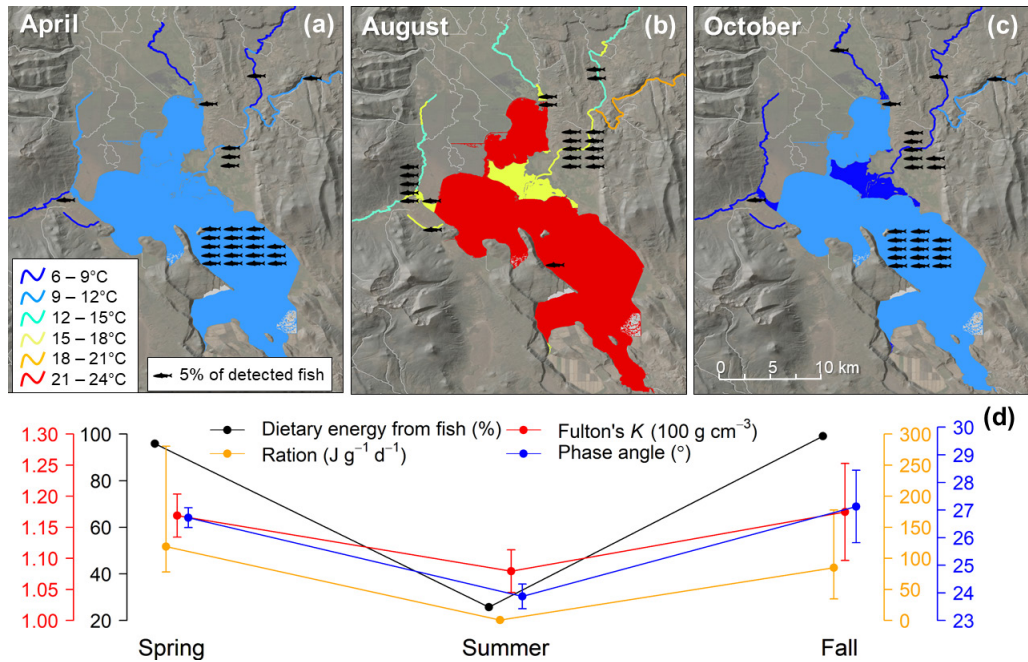 April (a)
August (b)
October (c)
6 – 9°C
9 – 12°C
12 – 15°C
15 – 18°C
18 – 21°C
21 – 24°C
5% of detected fish
0 5 10 km
(d)
Dietary energy from fish (%)
Fulton's K (100 g cm⁻³)
Ration (J g⁻¹ d⁻¹)
Phase angle (°)
1.30
1.20
1.15
1.10
1.05
1.00
100
80
60
40
20
300
250
200
150
100
50
0
30
29
28
27
26
25
24
23
Spring Summer Fall